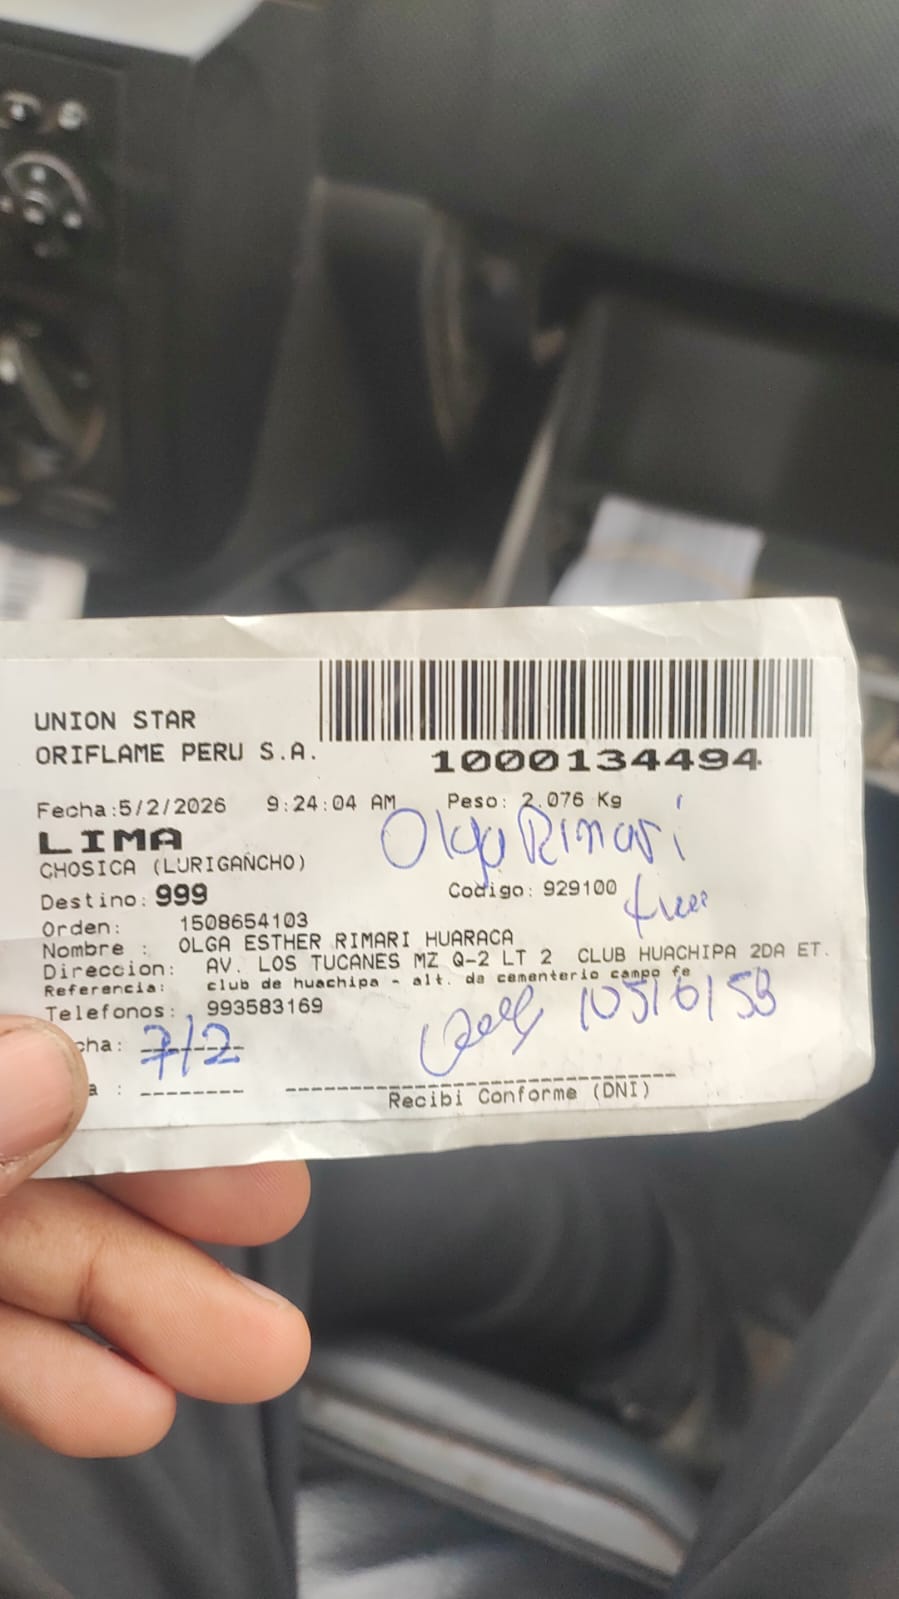 UNION STAR
ORIFLAME PERU S.A.
1000134494
Fecha:5/2/2026 9:24:04 AM Peso: 2.076 Kg
LIMA
Olga Rimari
CHOSICA (LURIGANCHO)
Destino: 999 Codigo: 929100
Orden: 1508654103
Nombre : OLGA ESTHER RIMARI HUARACA
Direccion: AV. LOS TUCANES MZ Q-2 LT 2 CLUB HUACHIPA 2DA ET.
Referencia: club de huachipa - alt. de cementerio campo fe
Telefonos: 993583169
cha: 7/2
a : --------
Recibi Conforme (DNI)